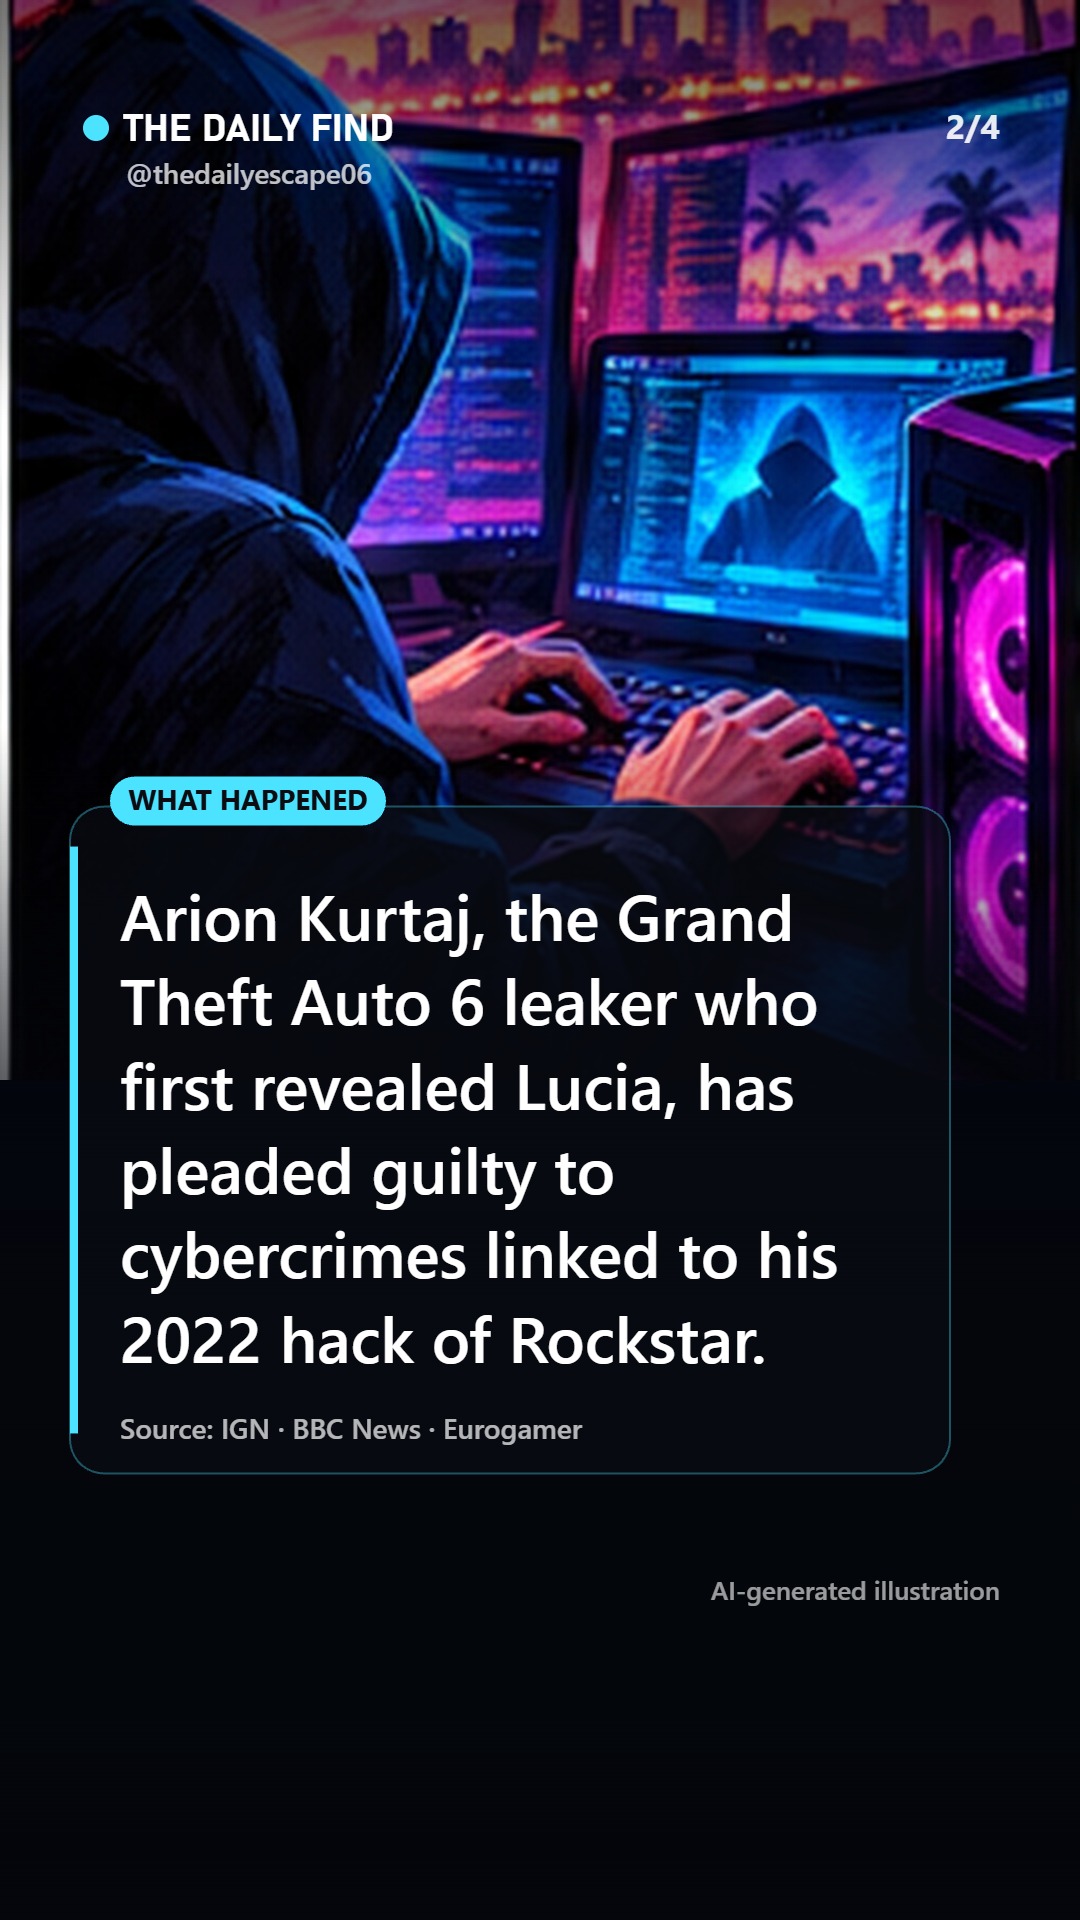 THE DAILY FIND
2/4
@thedailyescape06
WHAT HAPPENED
Arion Kurtaj, the Grand
Theft Auto 6 leaker who
first revealed Lucia, has
pleaded guilty to
cybercrimes linked to his
2022 hack of Rockstar.
Source: IGN · BBC News · Eurogamer
AI-generated illustration